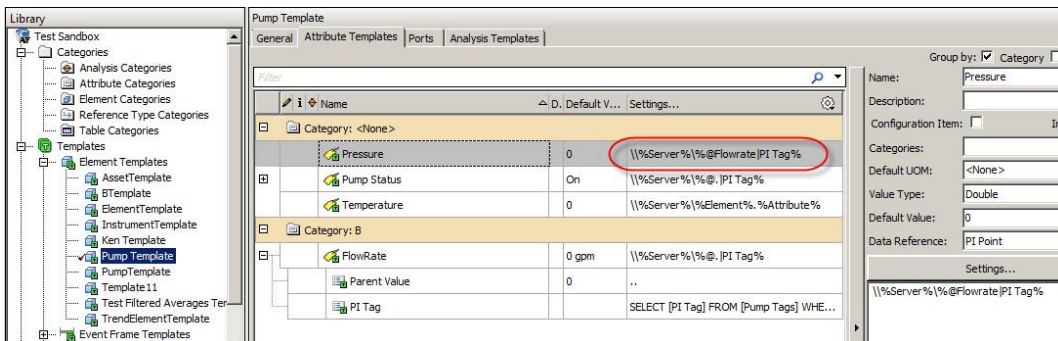 Library
Test Sandbox
Categories
Analysis Categories
Attribute Categories
Element Categories
Reference Type Categories
Table Categories
Templates
Element Templates
AssetTemplate
BTemplate
ElementTemplate
InstrumentTemplate
Ken Template
Pump Template
PumpTemplate
Template11
Test Filtered Averages Ter
TrendElementTemplate
Event Frame Templates
Pump Template
General Attribute Templates Ports Analysis Templates
Group by: Category
Filter
Name D. Default V... Settings...
Category: <None>
Pressure 0 \\%Server%\%@Flowrate|PI Tag%
Pump Status On \\%Server%\%@.|PI Tag%
Temperature 0 \\%Server%\%Element%.%Attribute%
Category: B
FlowRate 0 gpm \\%Server%\%@.|PI Tag%
Parent Value 0 ..
PI Tag SELECT [PI Tag] FROM [Pump Tags] WHE...
Name: Pressure
Description:
Configuration Item: In
Categories:
Default UOM: <None>
Value Type: Double
Default Value: 0
Data Reference: PI Point
Settings...
\\%Server%\%@Flowrate|PI Tag%